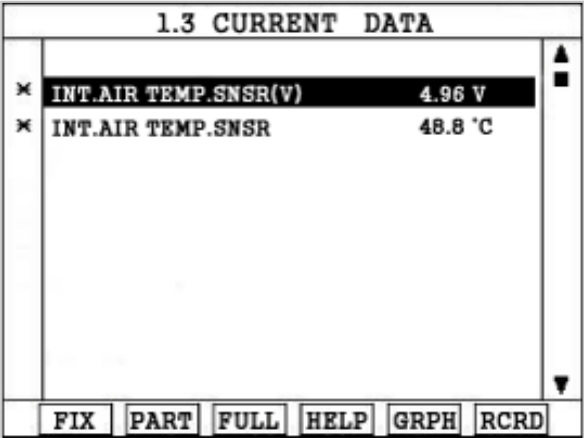 1.3 CURRENT DATA
* INT.AIR TEMP.SNSR(V) 4.96 V
* INT.AIR TEMP.SNSR 48.8 °C
FIX PART FULL HELP GRPH RCRD